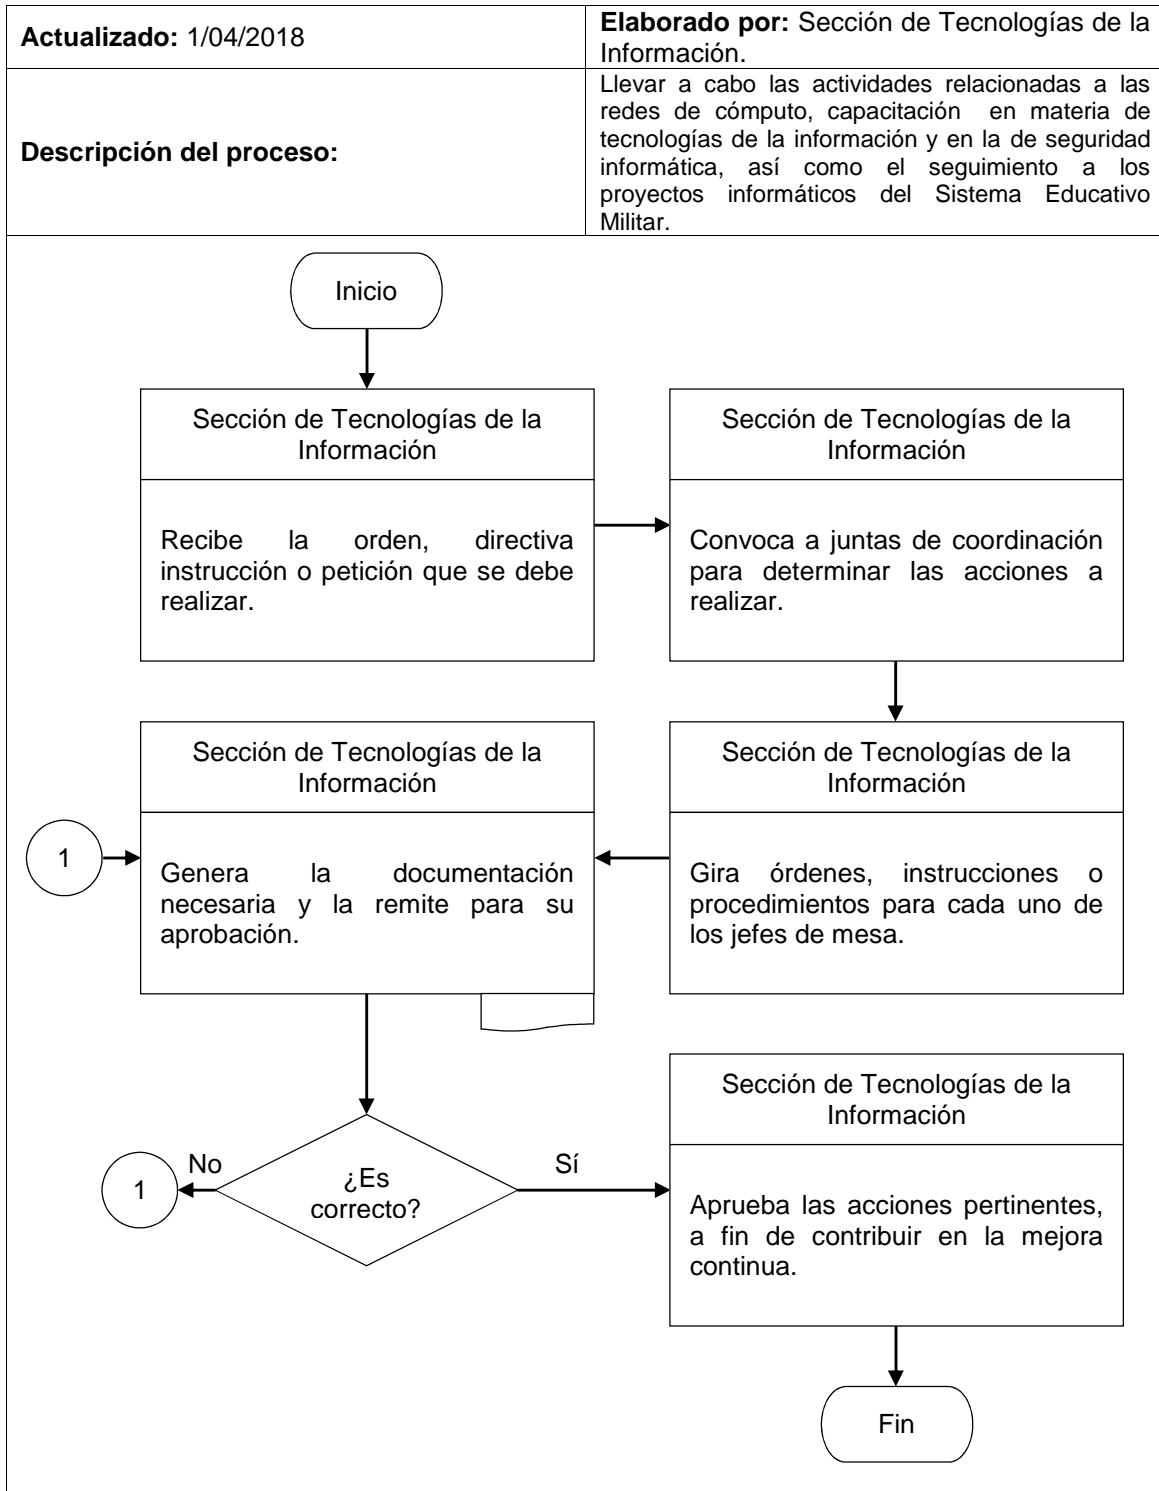 Actualizado: 1/04/2018
Elaborado por: Sección de Tecnologías de la
Información.
Descripción del proceso:
Llevar a cabo las actividades relacionadas a las
redes de cómputo, capacitación en materia de
tecnologías de la información y en la de seguridad
informática, así como el seguimiento a los
proyectos informáticos del Sistema Educativo
Militar.
Inicio
Sección de Tecnologías de la
Información
Recibe la orden, directiva
instrucción o petición que se debe
realizar.
Sección de Tecnologías de la
Información
Convoca a juntas de coordinación
para determinar las acciones a
realizar.
Sección de Tecnologías de la
Información
Gira órdenes, instrucciones o
procedimientos para cada uno de
los jefes de mesa.
Sección de Tecnologías de la
Información
1
Genera la documentación
necesaria y la remite para su
aprobación.
¿Es
correcto?
No
1
Sí
Sección de Tecnologías de la
Información
Aprueba las acciones pertinentes,
a fin de contribuir en la mejora
continua.
Fin